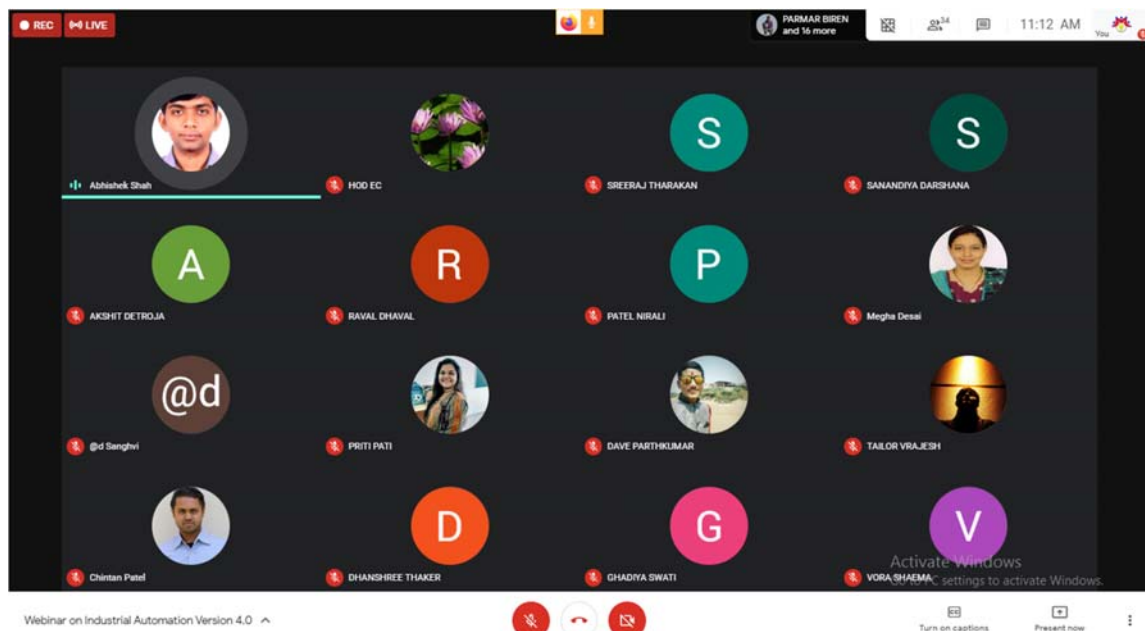 REC LIVE
PARMAR BIREN
and 16 more
34
11:12 AM
You
Abhishek Shah
HOD EC
S
SREERAJ THARAKAN
S
SANANDIYA DARSHANA
A
AKSHIT DETROJA
R
RAVAL DHAVAL
P
PATEL NIRALI
Megha Desai
@d
@d Sanghvi
PRITI PATI
DAVE PARTHKUMAR
TAILOR VRAJESH
Chintan Patel
D
DHANSHREE THAKER
G
GHADIYA SWATI
V
VORA SHAEMA
Activate Windows
Go to PC settings to activate Windows.
Webinar on Industrial Automation Version 4.0
Turn on captions
Present now